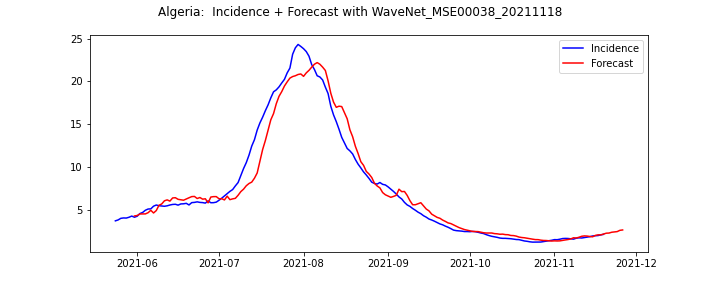 Algeria:  Incidence + Forecast with WaveNet_MSE00038_20211118
25
20
15
10
5
Incidence
Forecast
2021-06 2021-07 2021-08 2021-09 2021-10 2021-11 2021-12